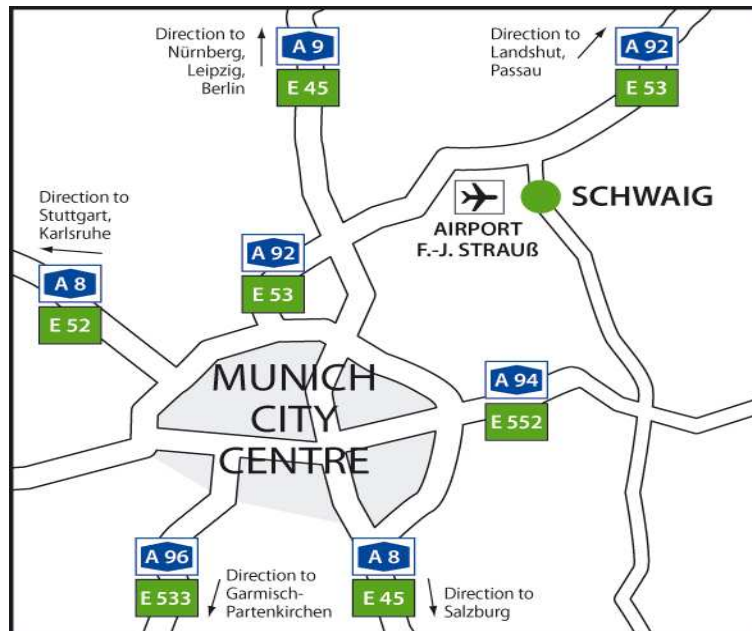 Direction to
Nürnberg,
Leipzig,
Berlin
A 9
E 45
Direction to
Landshut,
Passau
A 92
E 53
SCHWAIG
AIRPORT
F.-J. STRAUß
Direction to
Stuttgart,
Karlsruhe
A 8
E 52
A 92
E 53
MUNICH
CITY
CENTRE
A 94
E 552
A 96
E 533
Direction to
Garmisch-
Partenkirchen
A 8
E 45
Direction to
Salzburg